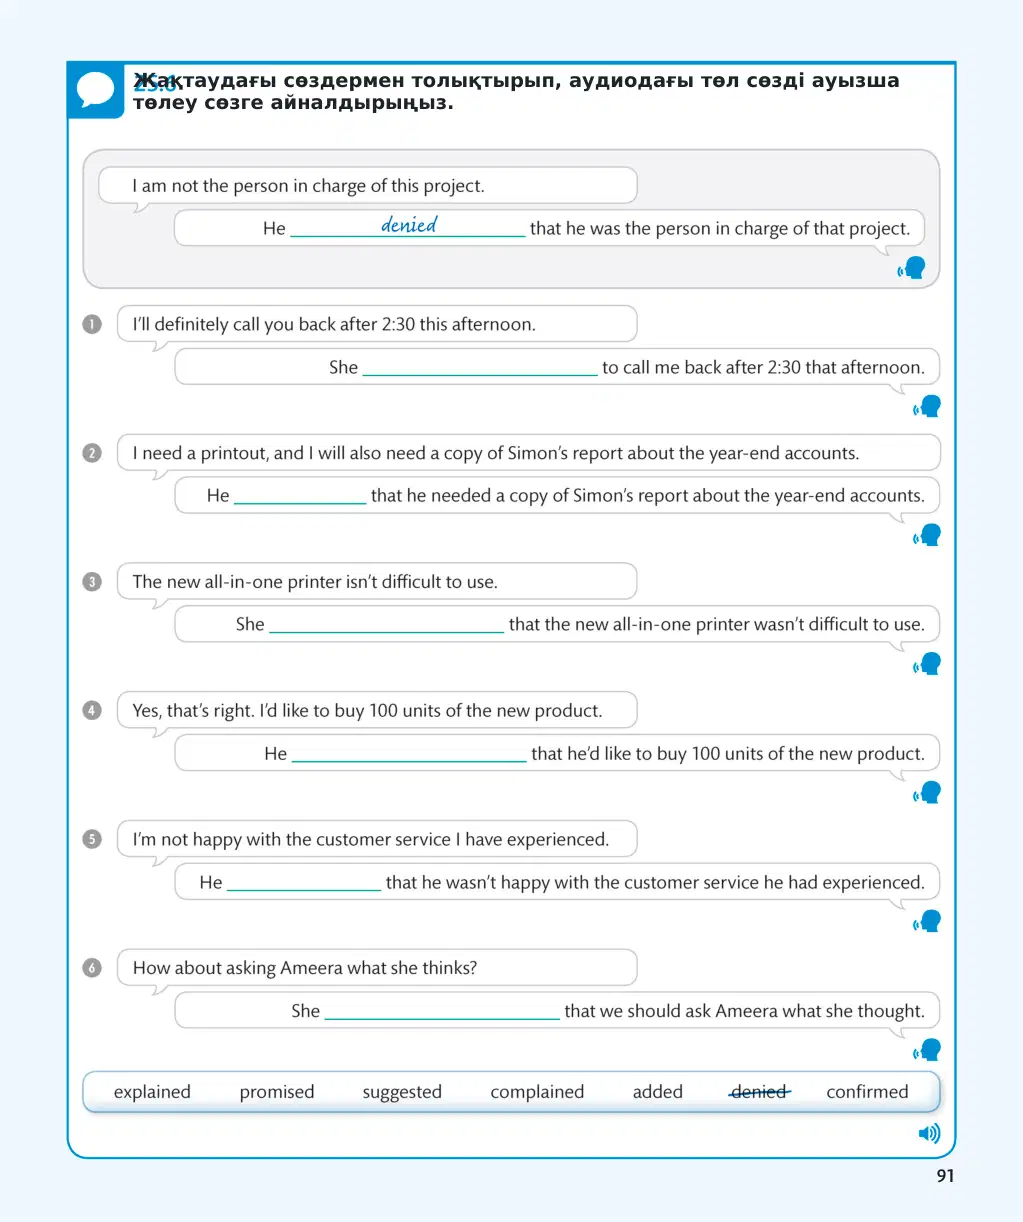 Жақтаудағы сөздермен толықтырып, аудиодағы төл сөзді ауызша
төлеу сөзге айналдырыңыз.
I am not the person in charge of this project.
He denied that he was the person in charge of that project.
1 I'll definitely call you back after 2:30 this afternoon.
She to call me back after 2:30 that afternoon.
2 I need a printout, and I will also need a copy of Simon's report about the year-end accounts.
He that he needed a copy of Simon's report about the year-end accounts.
3 The new all-in-one printer isn't difficult to use.
She that the new all-in-one printer wasn't difficult to use.
4 Yes, that's right. I'd like to buy 100 units of the new product.
He that he'd like to buy 100 units of the new product.
5 I'm not happy with the customer service I have experienced.
He that he wasn't happy with the customer service he had experienced.
6 How about asking Ameera what she thinks?
She that we should ask Ameera what she thought.
explained promised suggested complained added denied confirmed
91